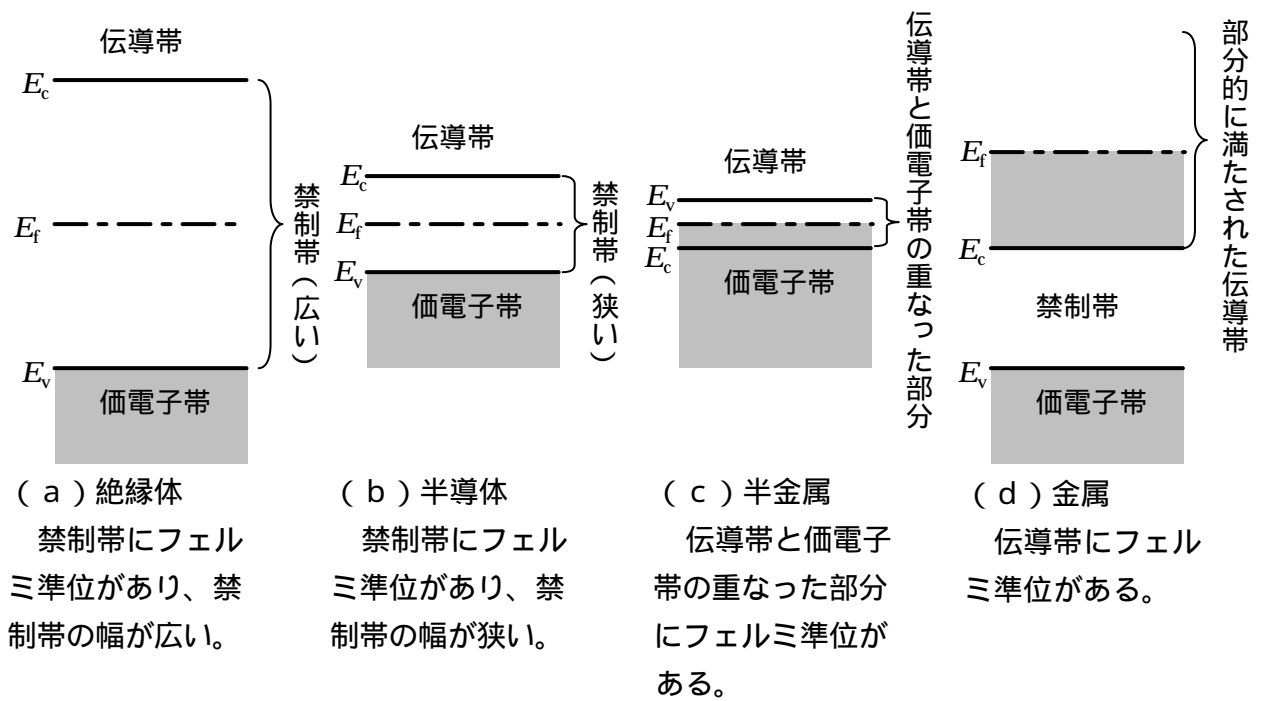 伝導帯
Ec
Ef
禁制帯(広い)
Ev
価電子帯
(a)絶縁体
禁制帯にフェル
ミ準位があり、禁
制帯の幅が広い。
伝導帯
Ec
Ef
禁制帯(狭い)
Ev
価電子帯
(b)半導体
禁制帯にフェル
ミ準位があり、禁
制帯の幅が狭い。
伝導帯
Ev
Ef
Ec
伝導帯と価電子帯の重なった部分
価電子帯
(c)半金属
伝導帯と価電子
帯の重なった部分
にフェルミ準位が
ある。
部分的に満たされた伝導帯
Ef
Ec
禁制帯
Ev
価電子帯
(d)金属
伝導帯にフェル
ミ準位がある。